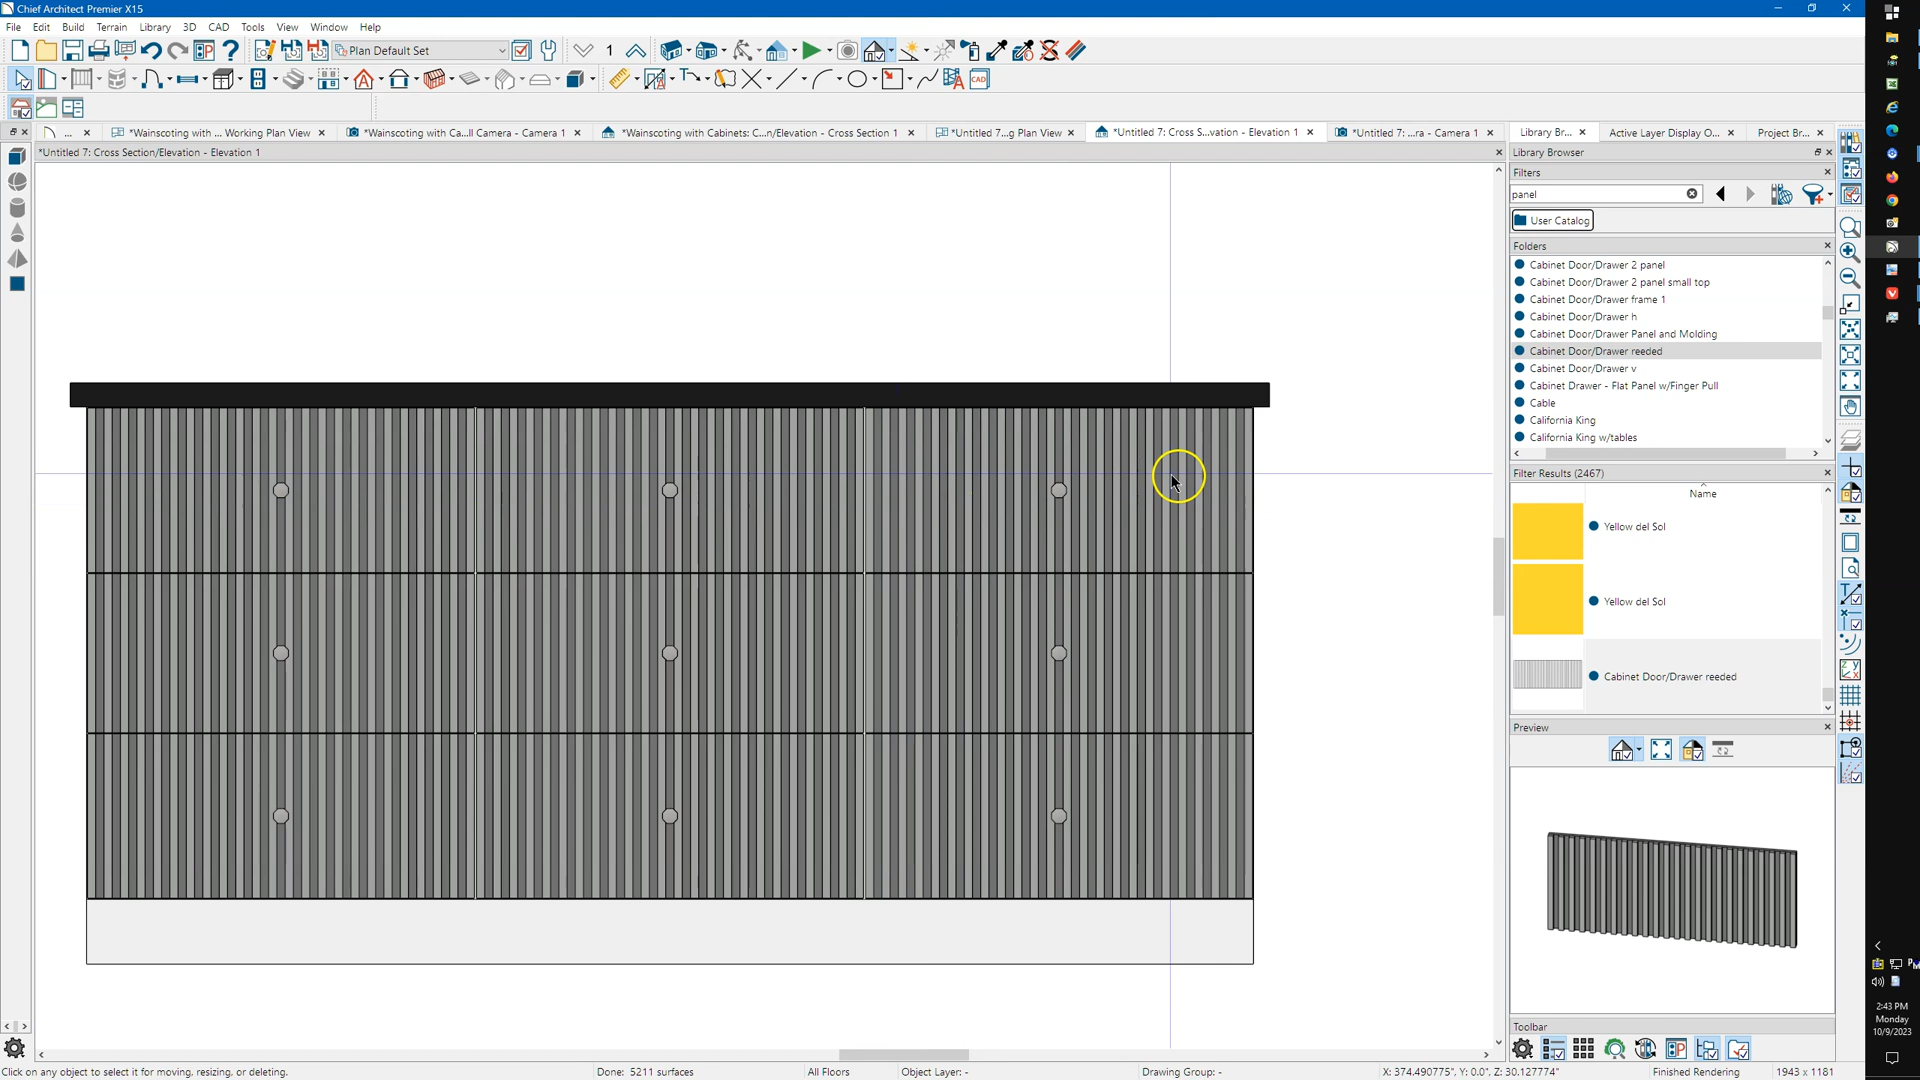 Chief Architect Premier X15
File Edit Build Terrain Library 3D CAD Tools View Window Help
1 Plan Default Set
... *Wainscoting with ... Working Plan View *Wainscoting with Ca...ll Camera - Camera 1 *Wainscoting with Cabinets: C...n/Elevation - Cross Section 1 *Untitled 7...g Plan View *Untitled 7: Cross S...vation - Elevation 1 *Untitled 7: ...ra - Camera 1 Library Br... Active Layer Display O... Project Br...
*Untitled 7: Cross Section/Elevation - Elevation 1
Library Browser
Filters
panel
User Catalog
Folders
Cabinet Door/Drawer 2 panel
Cabinet Door/Drawer 2 panel small top
Cabinet Door/Drawer frame 1
Cabinet Door/Drawer h
Cabinet Door/Drawer Panel and Molding
Cabinet Door/Drawer reeded
Cabinet Door/Drawer v
Cabinet Drawer - Flat Panel w/Finger Pull
Cable
California King
California King w/tables
Filter Results (2467)
Name
Yellow del Sol
Yellow del Sol
Cabinet Door/Drawer reeded
Preview
Toolbar
2:43 PM
Monday
10/9/2023
Click on any object to select it for moving, resizing, or deleting. Done: 5211 surfaces All Floors Object Layer: - Drawing Group: - X: 374.490775", Y: 0.0", Z: 30.127774" Finished Rendering 1943 x 1181